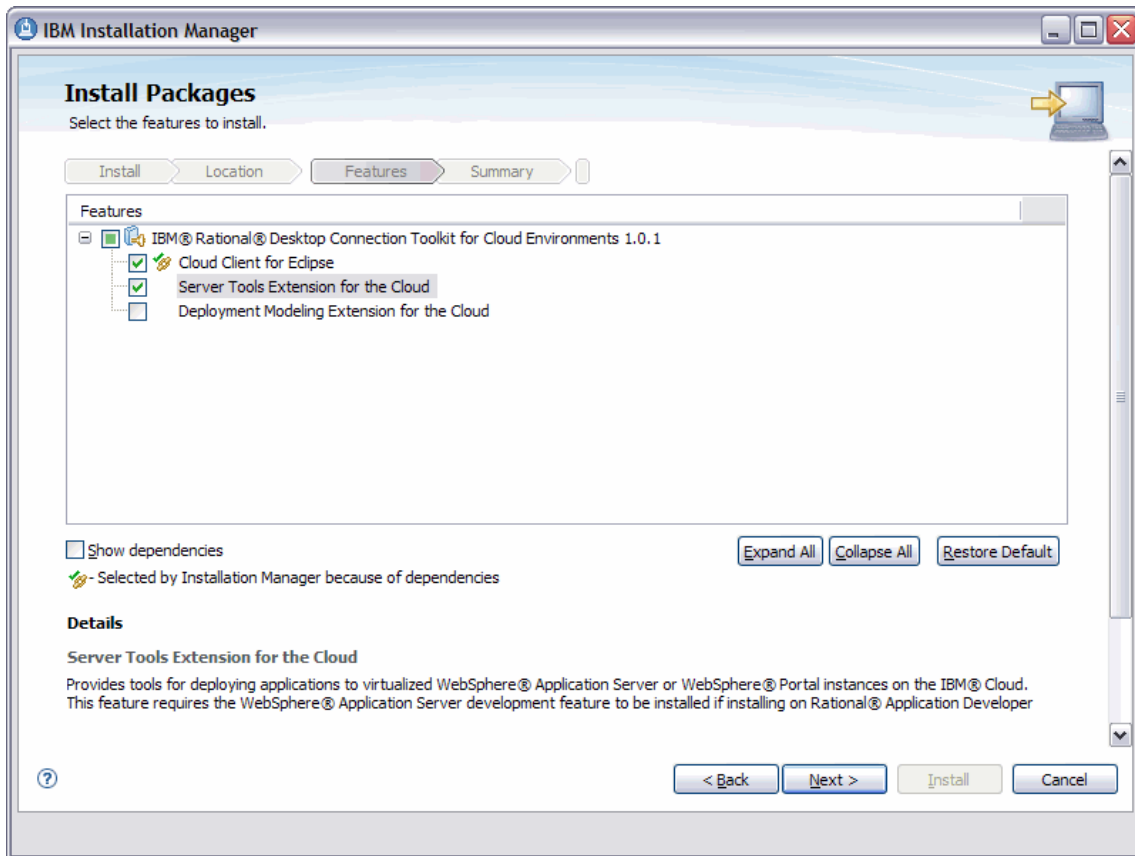 IBM Installation Manager
Install Packages
Select the features to install.
Install Location Features Summary
Features
IBM® Rational® Desktop Connection Toolkit for Cloud Environments 1.0.1
Cloud Client for Eclipse
Server Tools Extension for the Cloud
Deployment Modeling Extension for the Cloud
Show dependencies Expand All Collapse All Restore Default
- Selected by Installation Manager because of dependencies
Details
Server Tools Extension for the Cloud
Provides tools for deploying applications to virtualized WebSphere® Application Server or WebSphere® Portal instances on the IBM® Cloud.
This feature requires the WebSphere® Application Server development feature to be installed if installing on Rational® Application Developer
? < Back Next > Install Cancel